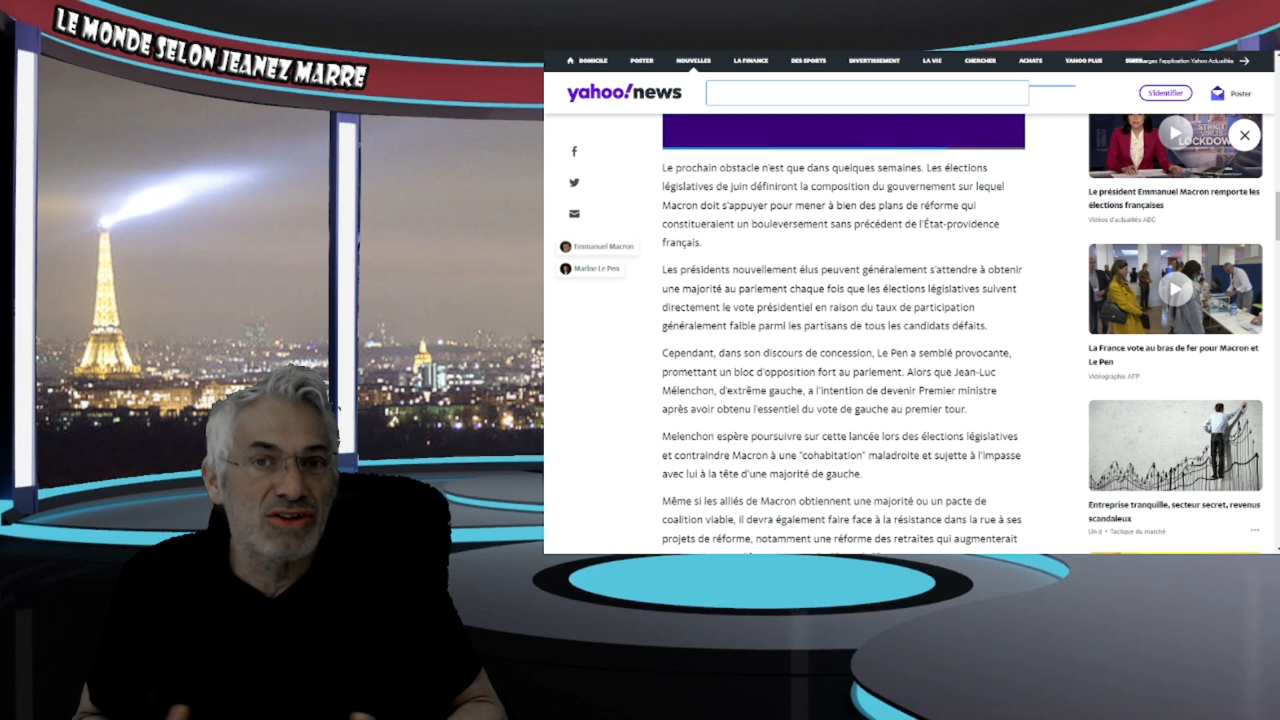 LE MONDE SELON JEANEZ MARRE
DOMICILE
POSTER
NOUVELLES
LA FINANCE
DES SPORTS
DIVERTISSEMENT
LA VIE
CHERCHER
ACHATS
YAHOO PLUS
l'application Yahoo Actualités
yahoo!news
S'identifier
Poster
Emmanuel Macron
Marine Le Pen
Le prochain obstacle n'est que dans quelques semaines. Les élections
législatives de juin définiront la composition du gouvernement sur lequel
Macron doit s'appuyer pour mener à bien des plans de réforme qui
constitueraient un bouleversement sans précédent de l'État-providence
français.
Les présidents nouvellement élus peuvent généralement s'attendre à obtenir
une majorité au parlement chaque fois que les élections législatives suivent
directement le vote présidentiel en raison du taux de participation
généralement faible parmi les partisans de tous les candidats défaits.
Cependant, dans son discours de concession, Le Pen a semblé provocante,
promettant un bloc d'opposition fort au parlement. Alors que Jean-Luc
Mélenchon, d'extrême gauche, a l'intention de devenir Premier ministre
après avoir obtenu l'essentiel du vote de gauche au premier tour.
Melenchon espère poursuivre sur cette lancée lors des élections législatives
et contraindre Macron à une "cohabitation" maladroite et sujette à l'impasse
avec lui à la tête d'une majorité de gauche.
Même si les alliés de Macron obtiennent une majorité ou un pacte de
coalition viable, il devra également faire face à la résistance dans la rue à ses
projets de réforme, notamment une réforme des retraites qui augmenterait
STRICT
VIRUS
LOCKDOW
Le président Emmanuel Macron remporte les
élections françaises
Vidéos d'actualités ABC
La France vote au bras de fer pour Macron et
Le Pen
Vidéographie AFP
Entreprise tranquille, secteur secret, revenus
scandaleux
Un d • Tactique du marché